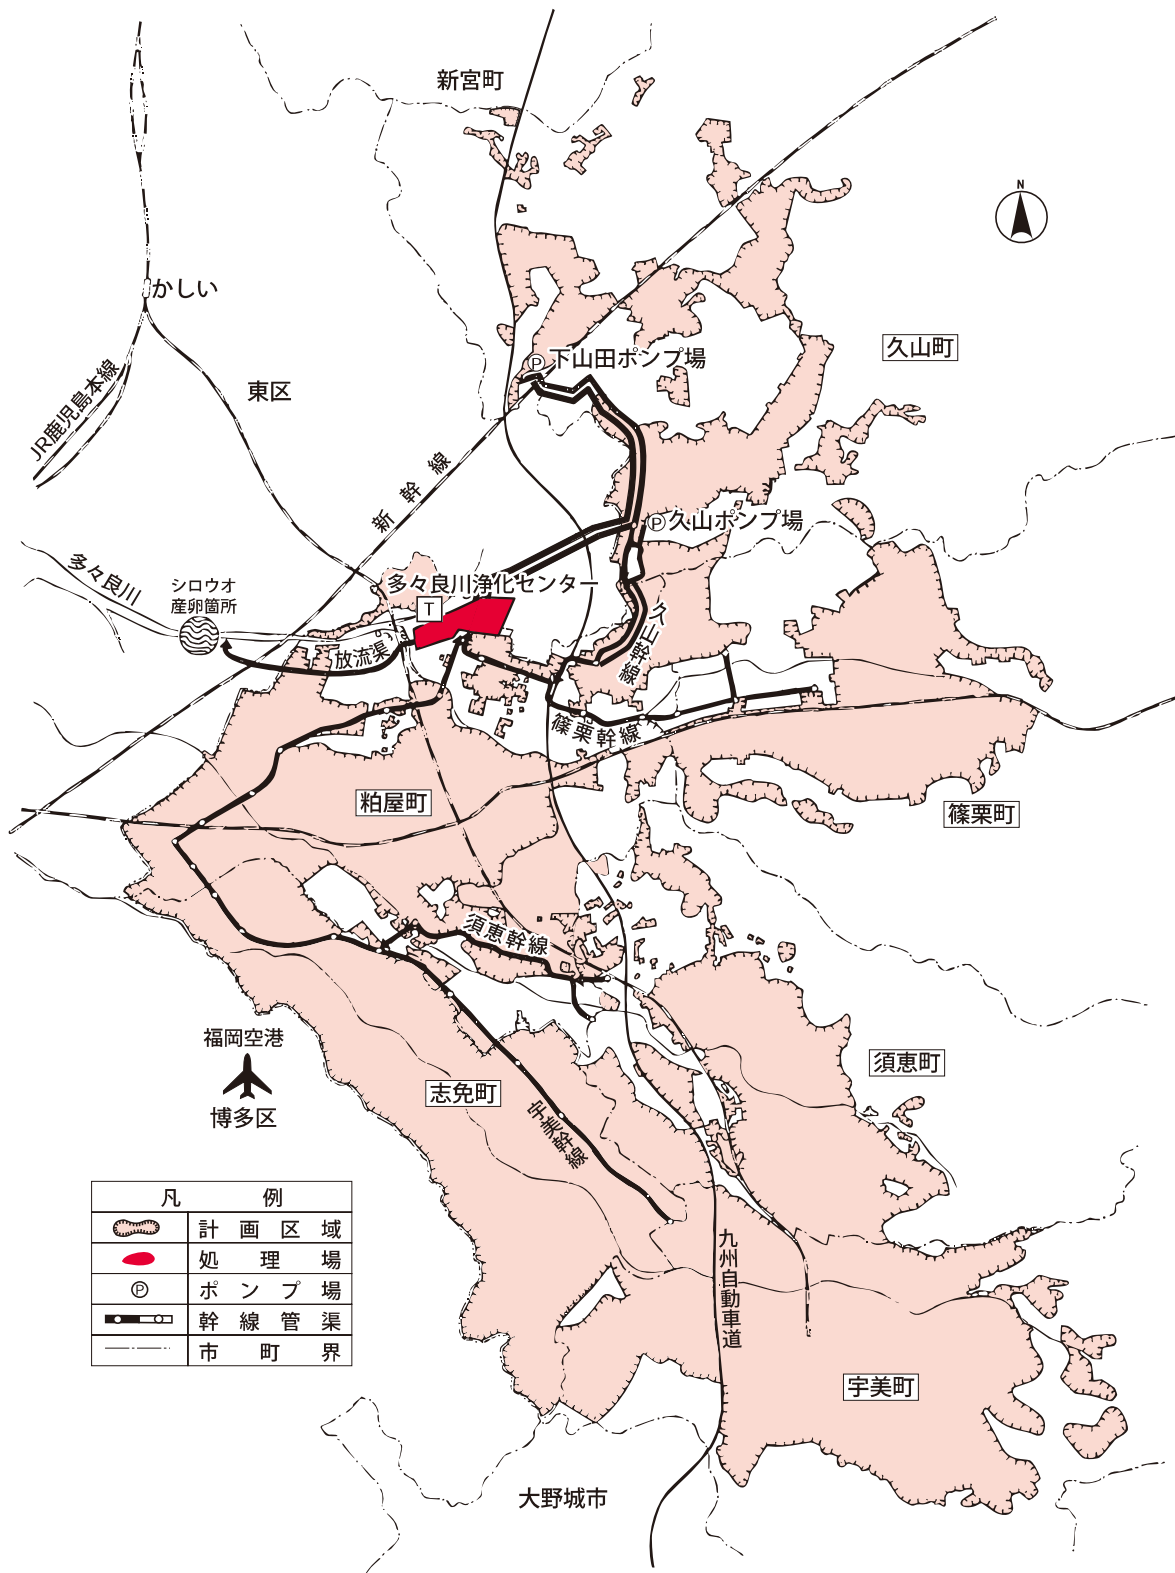 新宮町
N
かしい
久山町
Ⓟ下山田ポンプ場
JR鹿児島本線
東区
新幹線
Ⓟ久山ポンプ場
多々良川
シロウオ
産卵箇所
多々良川浄化センター
T
放流渠
久山幹線
篠栗幹線
粕屋町
篠栗町
須恵幹線
福岡空港
博多区
志免町
須恵町
宇美幹線
九州自動車道
凡例
計画区域
処理場
Ⓟ ポンプ場
幹線管渠
市町界
宇美町
大野城市